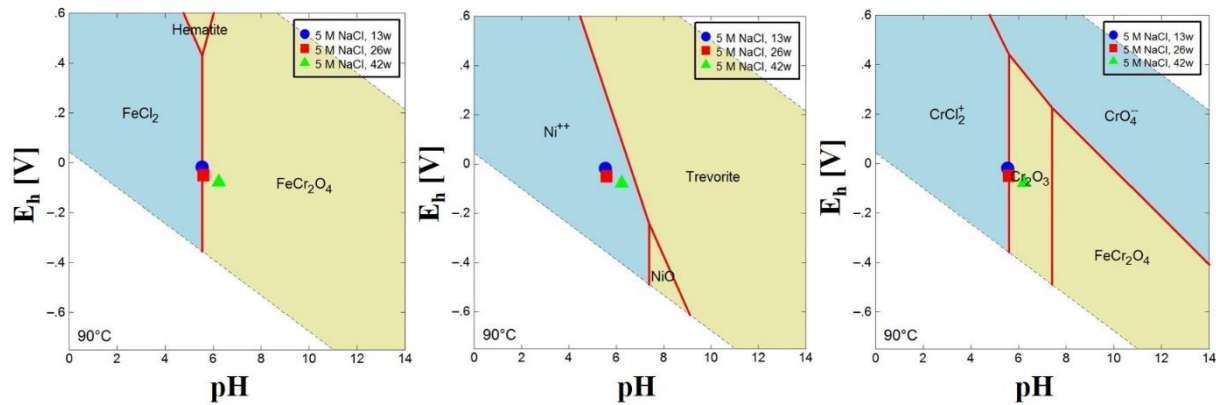 .6
.4
.2
0
-.2
-.4
-.6
Eh [V]
Hematite
FeCl2
FeCr2O4
5 M NaCl, 13w
5 M NaCl, 26w
5 M NaCl, 42w
90°C
0 2 4 6 8 10 12 14
pH
.6
.4
.2
0
-.2
-.4
-.6
Eh [V]
Ni++
Trevorite
NiO
5 M NaCl, 13w
5 M NaCl, 26w
5 M NaCl, 42w
90°C
0 2 4 6 8 10 12 14
pH
.6
.4
.2
0
-.2
-.4
-.6
Eh [V]
CrCl2+
CrO4--
Cr2O3
FeCr2O4
5 M NaCl, 13w
5 M NaCl, 26w
5 M NaCl, 42w
90°C
0 2 4 6 8 10 12 14
pH